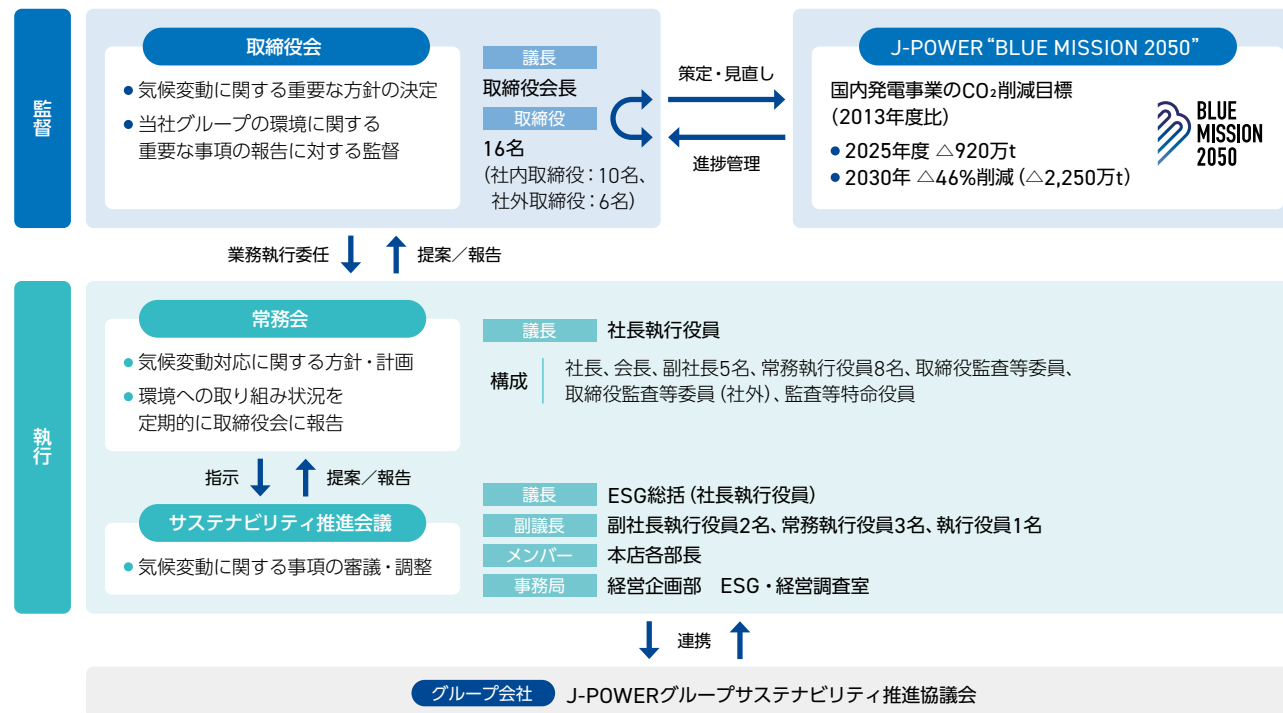 監督
取締役会
● 気候変動に関する重要な方針の決定
● 当社グループの環境に関する
重要な事項の報告に対する監督
議長
取締役会長
取締役
16名
(社内取締役：10名、
社外取締役：6名)
策定・見直し
進捗管理
J-POWER “BLUE MISSION 2050”
国内発電事業のCO₂削減目標
(2013年度比)
● 2025年度 △920万t
● 2030年 △46%削減 (△2,250万t)
BLUE
MISSION
2050
業務執行委任
提案／報告
執行
常務会
● 気候変動対応に関する方針・計画
● 環境への取り組み状況を
定期的に取締役会に報告
議長 社長執行役員
構成
社長、会長、副社長5名、常務執行役員8名、取締役監査等委員、
取締役監査等委員 (社外)、監査等特命役員
指示
提案／報告
サステナビリティ推進会議
● 気候変動に関する事項の審議・調整
議長 ESG総括 (社長執行役員)
副議長 副社長執行役員2名、常務執行役員3名、執行役員1名
メンバー 本店各部長
事務局 経営企画部 ESG・経営調査室
連携
グループ会社 J-POWERグループサステナビリティ推進協議会